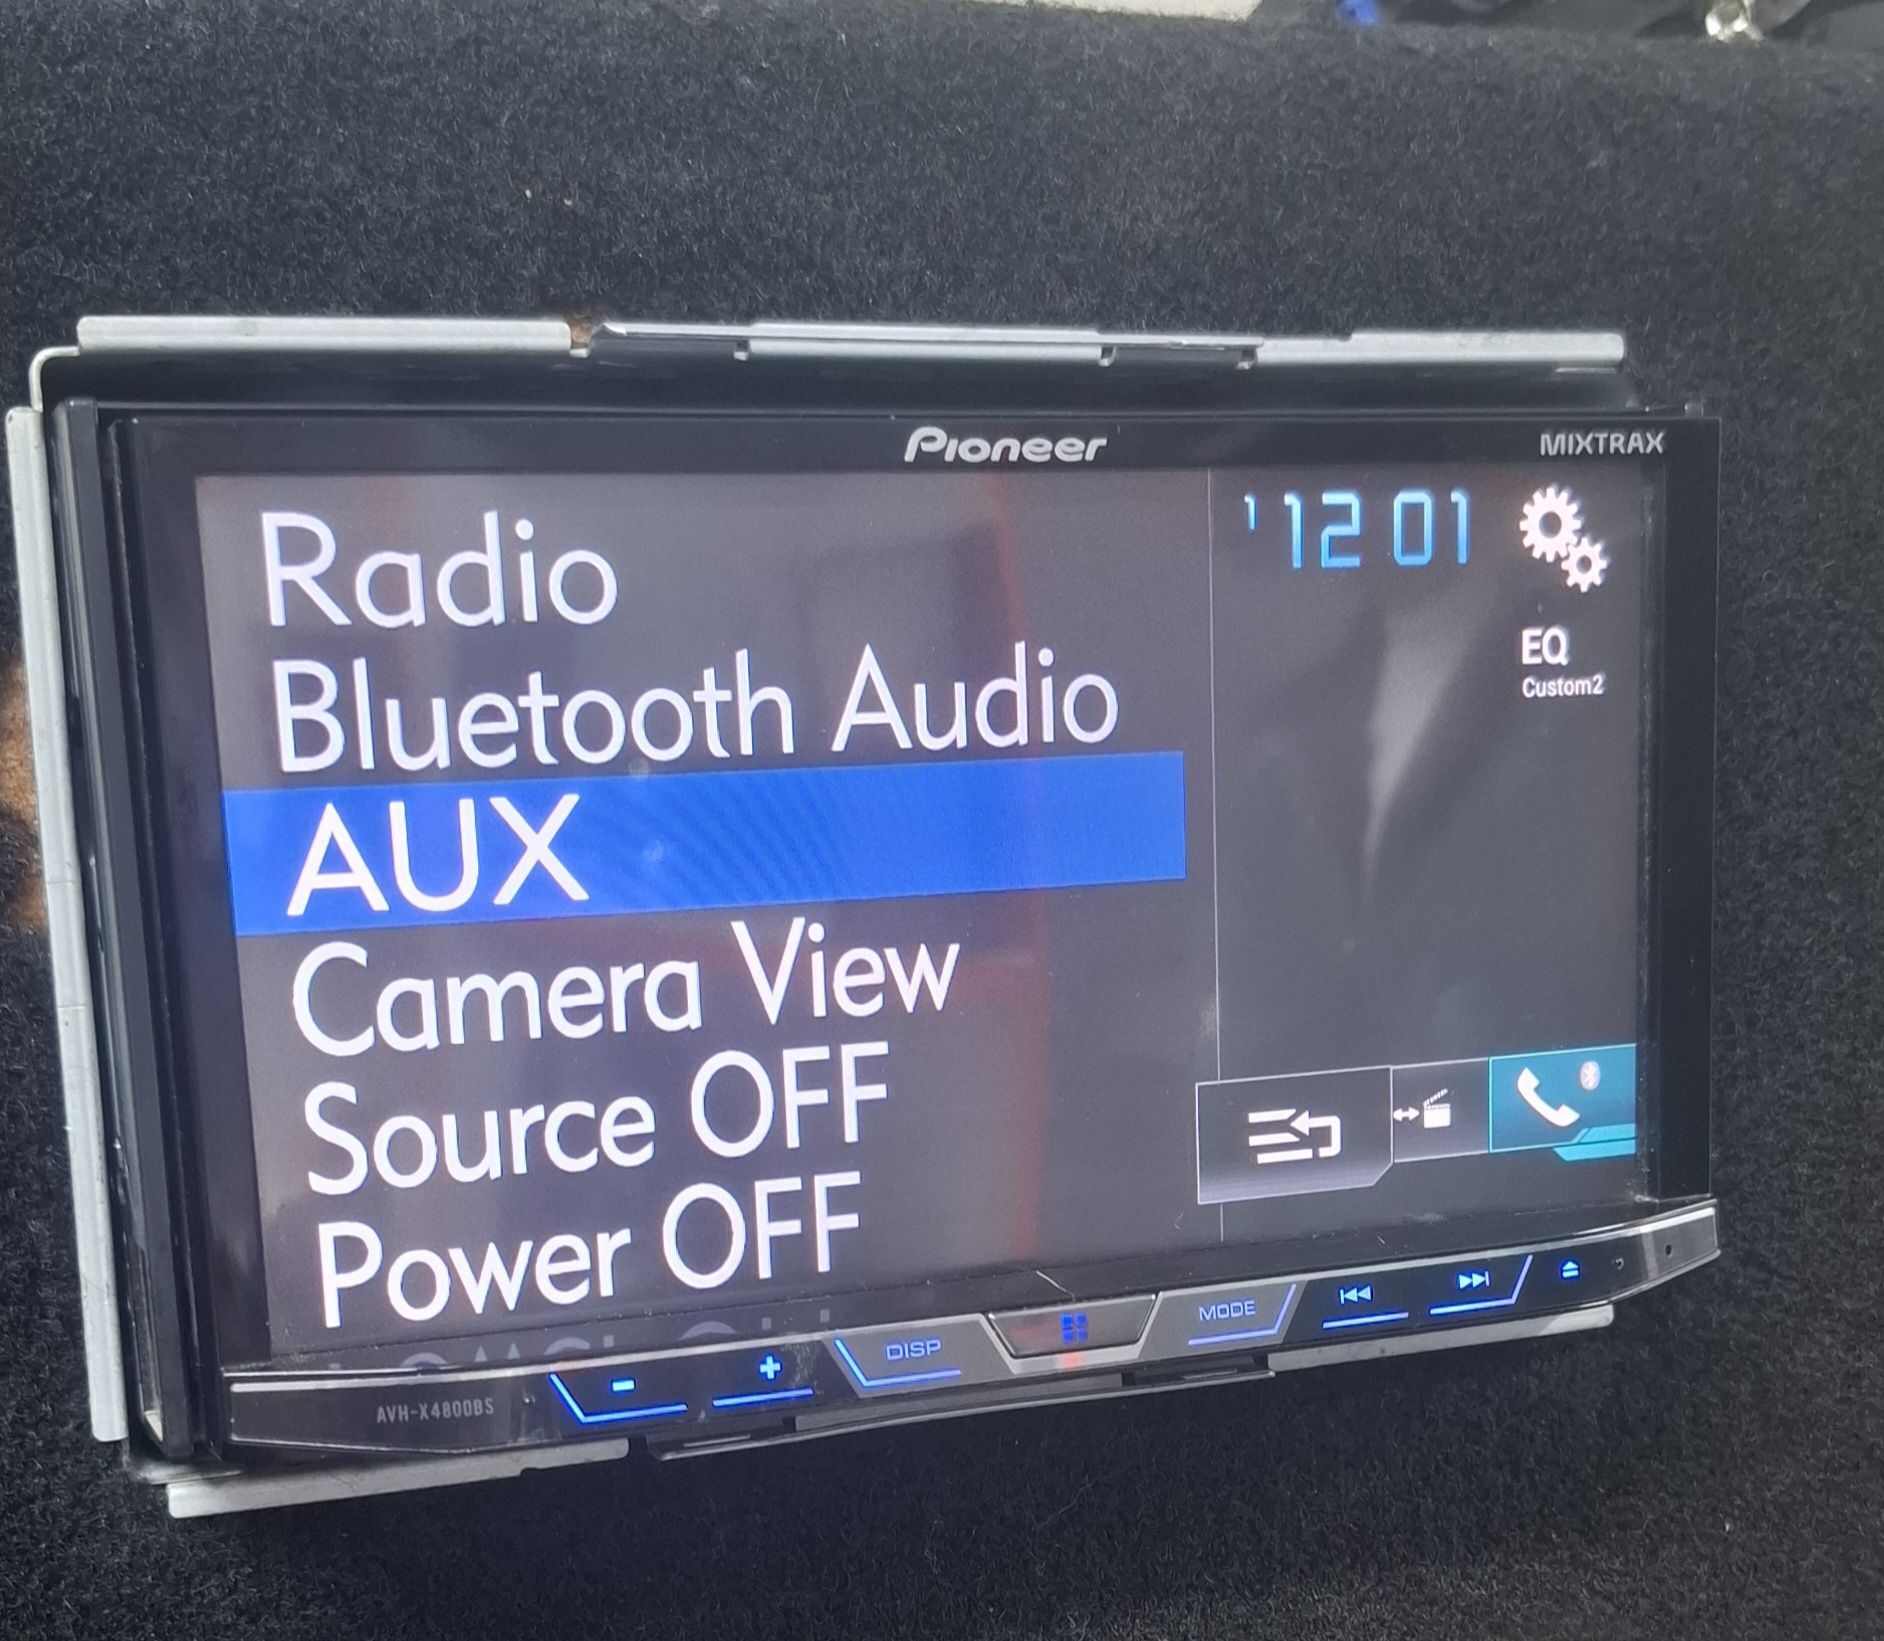 Pioneer
MIXTRAX
Radio
Bluetooth Audio
AUX
Camera View
Source OFF
Power OFF
12 01
EQ
Custom2
AVH-X4800BS
DISP
MODE